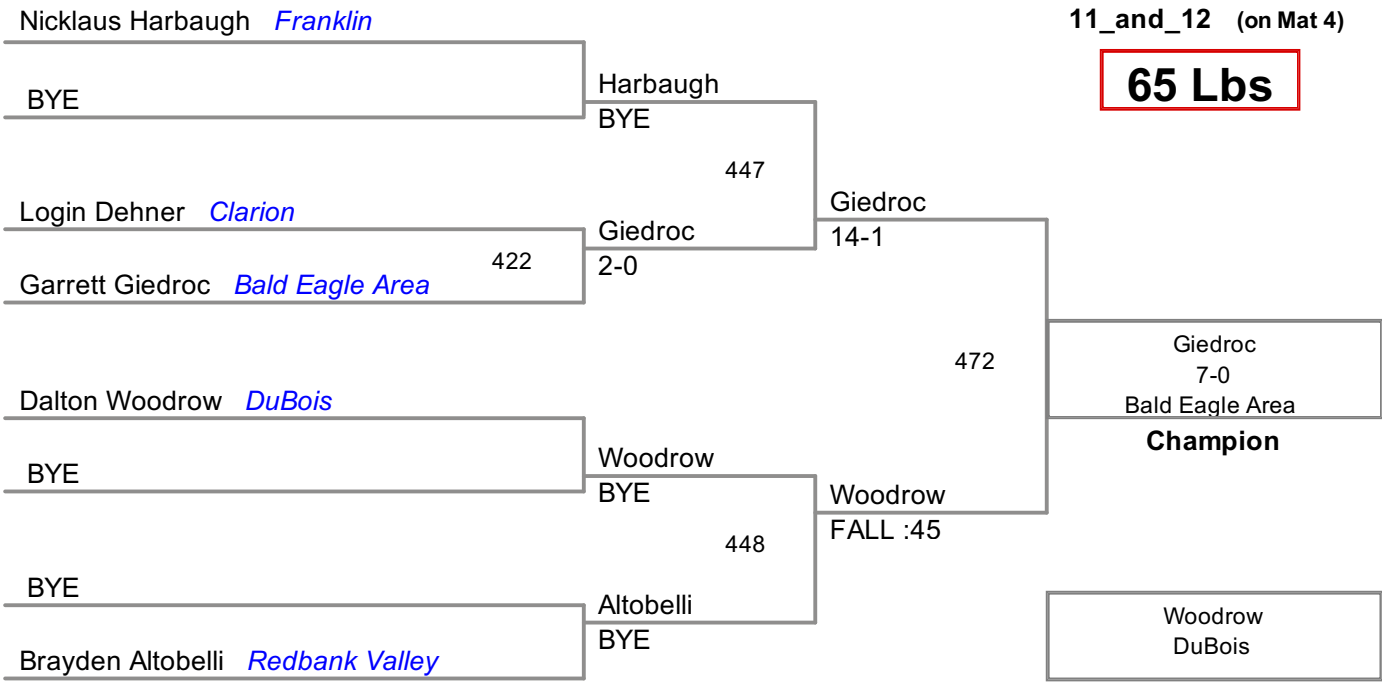 Nicklaus Harbaugh Franklin
11_and_12 (on Mat 4)
65 Lbs
BYE
Harbaugh
BYE
447
Login Dehner Clarion
Giedroc
14-1
Giedroc
2-0
422
Garrett Giedroc Bald Eagle Area
472
Giedroc
7-0
Bald Eagle Area
Champion
Dalton Woodrow DuBois
BYE
Woodrow
BYE
Woodrow
FALL :45
448
BYE
Altobelli
BYE
Brayden Altobelli Redbank Valley
Woodrow
DuBois